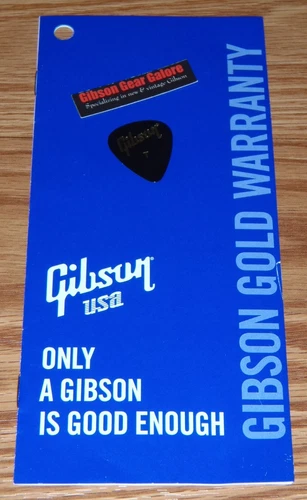 Gibson Gear Galore
Specializing in new & vintage Gibson
Gibson
T
Gibson
usa
ONLY
A GIBSON
IS GOOD ENOUGH
GIBSON GOLD WARRANTY